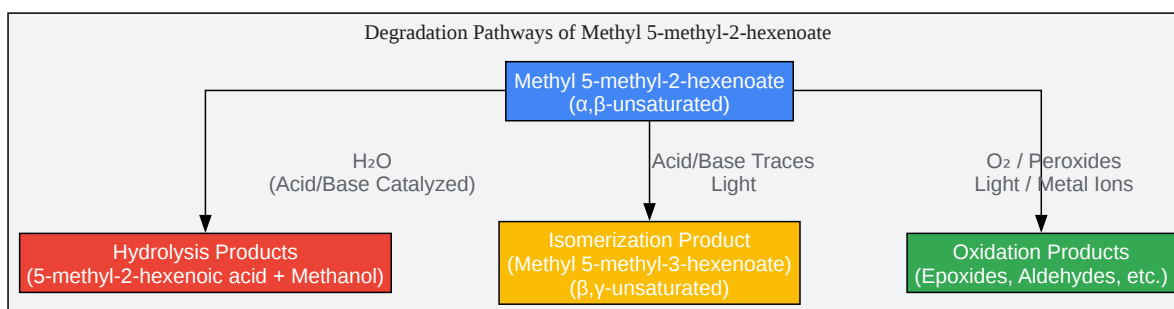 Degradation Pathways of Methyl 5-methyl-2-hexenoate
Methyl 5-methyl-2-hexenoate
(α,β-unsaturated)
H₂O
(Acid/Base Catalyzed)
Acid/Base Traces
Light
O₂ / Peroxides
Light / Metal Ions
Hydrolysis Products
(5-methyl-2-hexenoic acid + Methanol)
Isomerization Product
(Methyl 5-methyl-3-hexenoate)
(β,γ-unsaturated)
Oxidation Products
(Epoxides, Aldehydes, etc.)